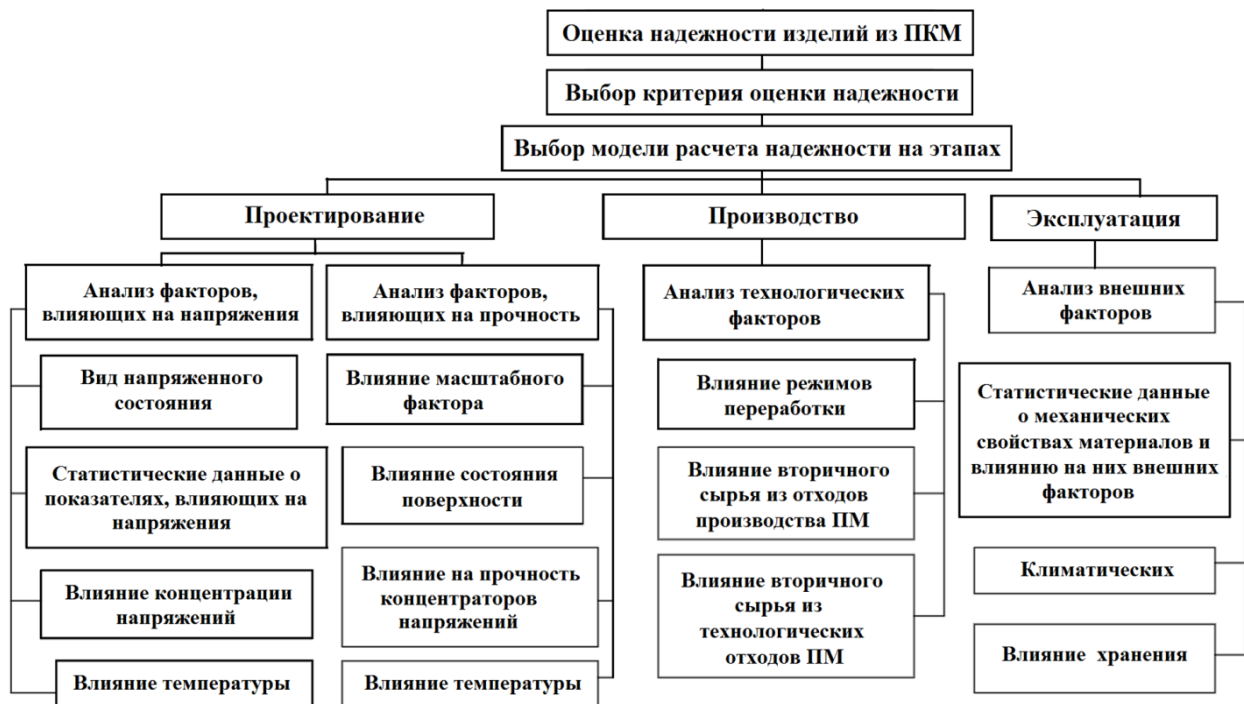 Оценка надежности изделий из ПКМ
Выбор критерия оценки надежности
Выбор модели расчета надежности на этапах
Проектирование
Производство
Эксплуатация
Анализ факторов,
влияющих на напряжения
Вид напряженного
состояния
Статистические данные о
показателях, влияющих на
напряжения
Влияние концентрации
напряжений
Влияние температуры
Анализ факторов,
влияющих на прочность
Влияние масштабного
фактора
Влияние состояния
поверхности
Влияние на прочность
концентраторов
напряжений
Влияние температуры
Анализ технологических
факторов
Влияние режимов
переработки
Влияние вторичного
сырья из отходов
производства ПМ
Влияние вторичного
сырья из
технологических
отходов ПМ
Анализ внешних
факторов
Статистические данные
о механических
свойствах материалов и
влиянию на них внешних
факторов
Климатических
Влияние хранения